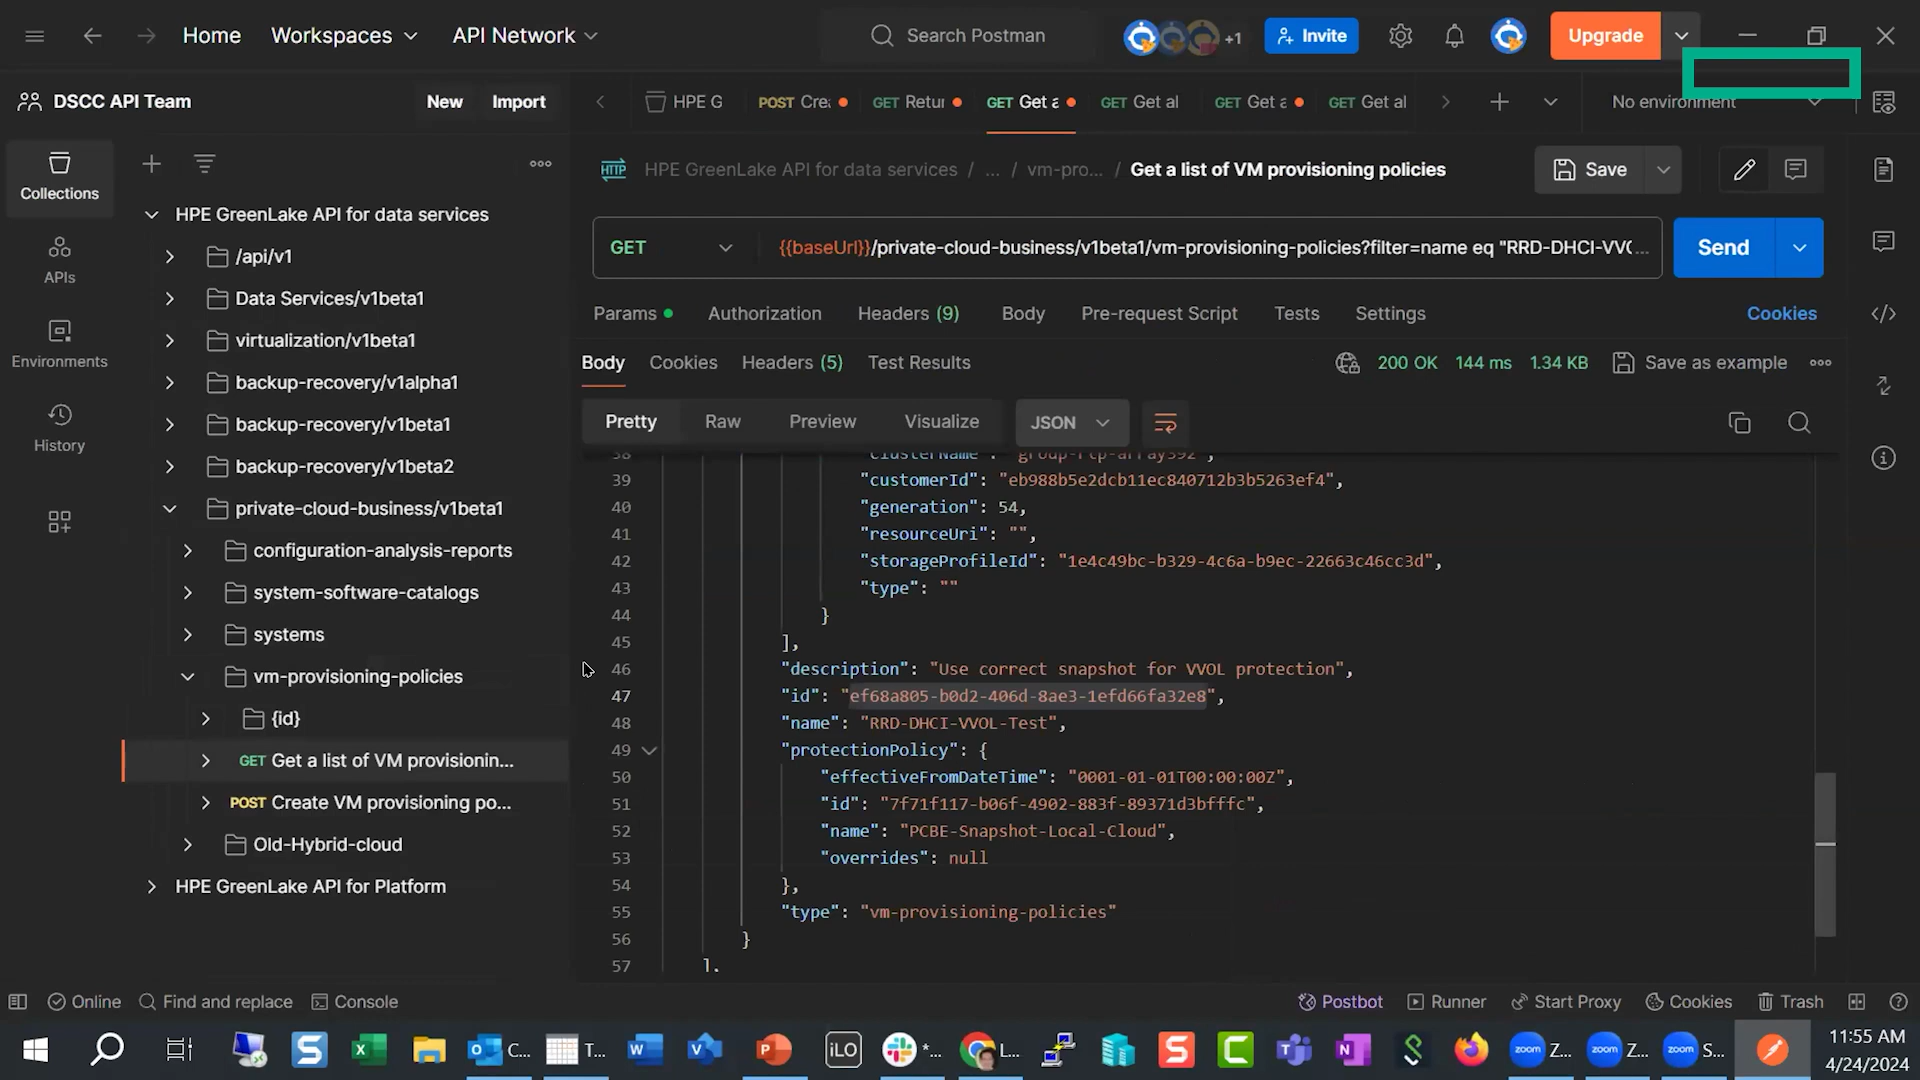 Home
Workspaces
API Network
Search Postman
+1
Invite
Upgrade
DSCC API Team
New
Import
HPE G
POST Crea
GET Retur
GET Get a
GET Get al
GET Get a
GET Get al
No environment
Collections
HPE GreenLake API for data services / ... / vm-pro... / Get a list of VM provisioning policies
Save
HPE GreenLake API for data services
/api/v1
Data Services/v1beta1
virtualization/v1beta1
backup-recovery/v1alpha1
backup-recovery/v1beta1
backup-recovery/v1beta2
private-cloud-business/v1beta1
configuration-analysis-reports
system-software-catalogs
systems
vm-provisioning-policies
{id}
GET Get a list of VM provisionin...
POST Create VM provisioning po...
Old-Hybrid-cloud
HPE GreenLake API for Platform
APIs
Environments
History
GET
{{baseUrl}}/private-cloud-business/v1beta1/vm-provisioning-policies?filter=name eq "RRD-DHCI-VVO...
Send
Params
Authorization
Headers (9)
Body
Pre-request Script
Tests
Settings
Cookies
Body
Cookies
Headers (5)
Test Results
200 OK
144 ms
1.34 KB
Save as example
Pretty
Raw
Preview
Visualize
JSON
38 "clusterName": "group-rtp-array392",
39 "customerId": "eb988b5e2dcb11ec840712b3b5263ef4",
40 "generation": 54,
41 "resourceUri": "",
42 "storageProfileId": "1e4c49bc-b329-4c6a-b9ec-22663c46cc3d",
43 "type": ""
44 }
45 ],
46 "description": "Use correct snapshot for VVOL protection",
47 "id": "ef68a805-b0d2-406d-8ae3-1efd66fa32e8",
48 "name": "RRD-DHCI-VVOL-Test",
49 "protectionPolicy": {
50 "effectiveFromDateTime": "0001-01-01T00:00:00Z",
51 "id": "7f71f117-b06f-4902-883f-89371d3bfffc",
52 "name": "PCBE-Snapshot-Local-Cloud",
53 "overrides": null
54 },
55 "type": "vm-provisioning-policies"
56 }
57 ],
Online
Find and replace
Console
Postbot
Runner
Start Proxy
Cookies
Trash
C...
T...
iLO
*...
L...
zoom Z...
zoom Z...
zoom S...
11:55 AM
4/24/2024